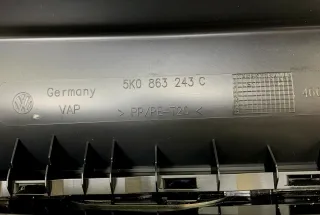 Germany 5K0 863 243 C
VAP > PP/PE-T20 <